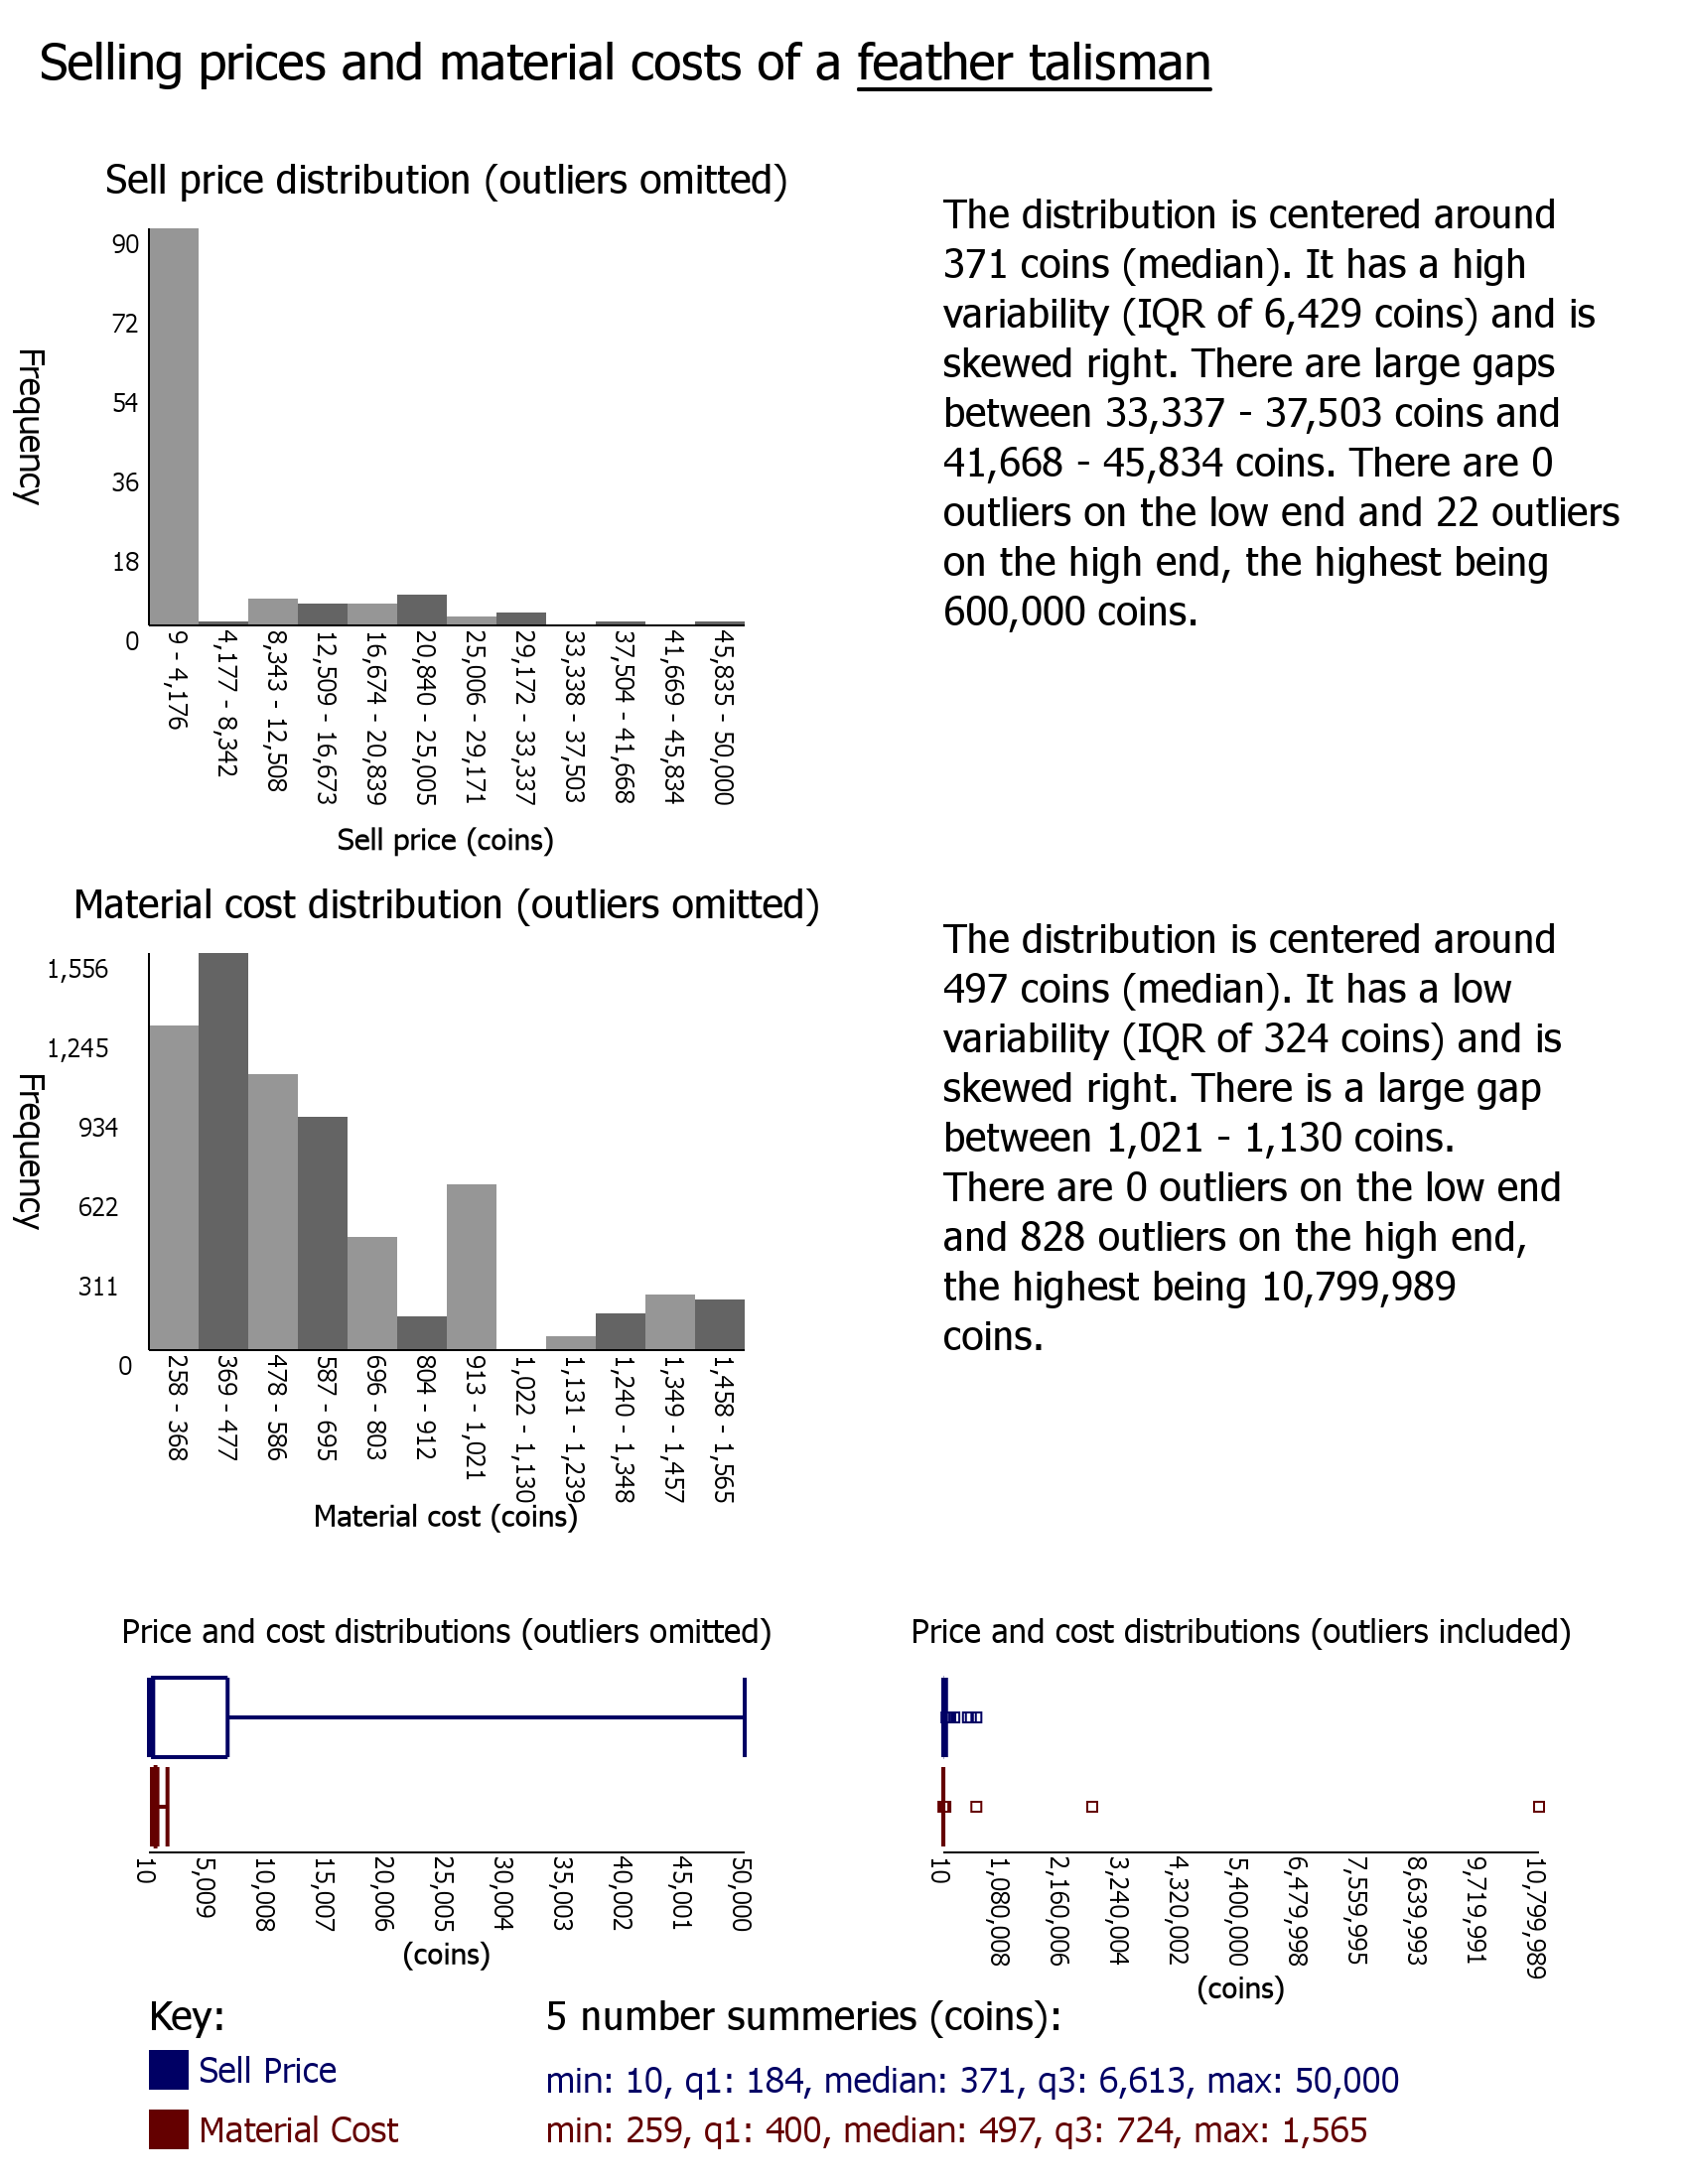 Selling prices and material costs of a feather talisman
Sell price distribution (outliers omitted)
90
72
54
36
18
0
Frequency
9 - 4,176
4,177 - 8,342
8,343 - 12,508
12,509 - 16,673
16,674 - 20,839
20,840 - 25,005
25,006 - 29,171
29,172 - 33,337
33,338 - 37,503
37,504 - 41,668
41,669 - 45,834
45,835 - 50,000
Sell price (coins)
The distribution is centered around
371 coins (median). It has a high
variability (IQR of 6,429 coins) and is
skewed right. There are large gaps
between 33,337 - 37,503 coins and
41,668 - 45,834 coins. There are 0
outliers on the low end and 22 outliers
on the high end, the highest being
600,000 coins.
Material cost distribution (outliers omitted)
1,556
1,245
934
622
311
0
Frequency
258 - 368
369 - 477
478 - 586
587 - 695
696 - 803
804 - 912
913 - 1,021
1,022 - 1,130
1,131 - 1,239
1,240 - 1,348
1,349 - 1,457
1,458 - 1,565
Material cost (coins)
The distribution is centered around
497 coins (median). It has a low
variability (IQR of 324 coins) and is
skewed right. There is a large gap
between 1,021 - 1,130 coins.
There are 0 outliers on the low end
and 828 outliers on the high end,
the highest being 10,799,989
coins.
Price and cost distributions (outliers omitted)
10
5,009
10,008
15,007
20,006
25,005
30,004
35,003
40,002
45,001
50,000
(coins)
Price and cost distributions (outliers included)
10
1,080,008
2,160,006
3,240,004
4,320,002
5,400,000
6,479,998
7,559,995
8,639,993
9,719,991
10,799,989
(coins)
Key:
Sell Price
Material Cost
5 number summeries (coins):
min: 10, q1: 184, median: 371, q3: 6,613, max: 50,000
min: 259, q1: 400, median: 497, q3: 724, max: 1,565